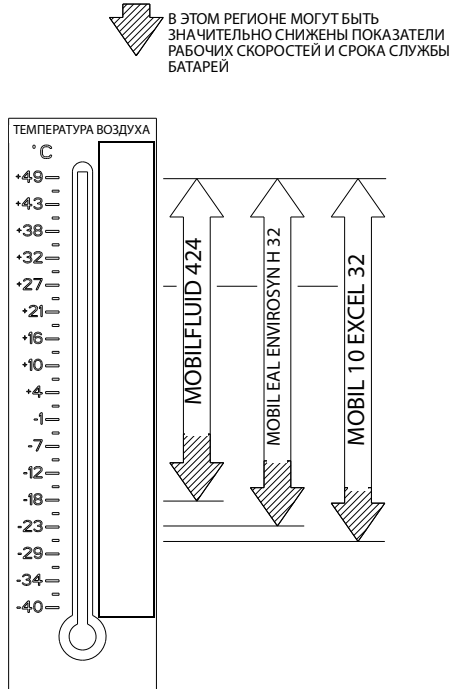 В ЭТОМ РЕГИОНЕ МОГУТ БЫТЬ
ЗНАЧИТЕЛЬНО СНИЖЕНЫ ПОКАЗАТЕЛИ
РАБОЧИХ СКОРОСТЕЙ И СРОКА СЛУЖБЫ
БАТАРЕЙ
ТЕМПЕРАТУРА ВОЗДУХА
°C
+49
+43
+38
+32
+27
+21
+16
+10
+4
-1
-7
-12
-18
-23
-29
-34
-40
MOBILFLUID 424
MOBIL EAL ENVIROSYN H 32
MOBIL 10 EXCEL 32